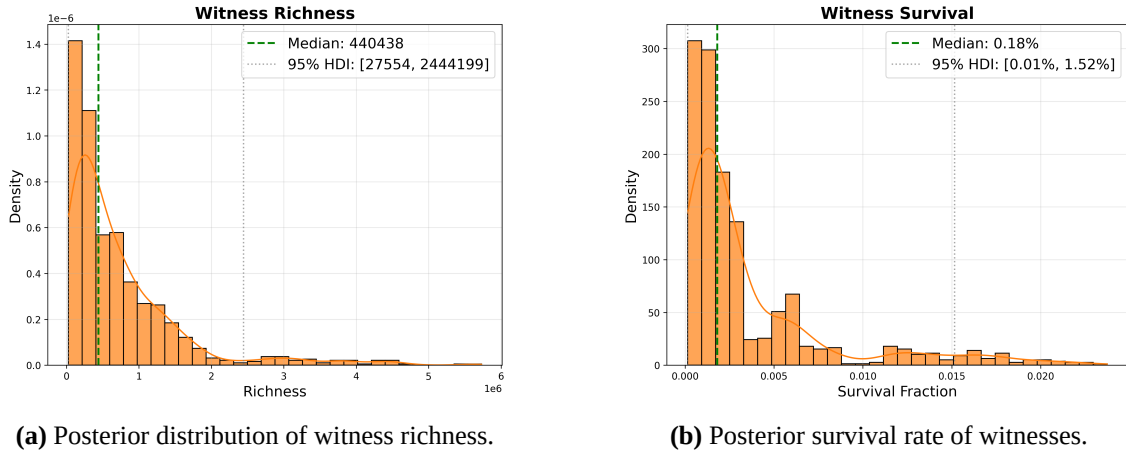 Witness Richness
1e−6
Median: 440438
95% HDI: [27554, 2444199]
1.4
1.2
1.0
0.8
0.6
0.4
0.2
0.0
Density
0
1
2
3
4
5
6
1e6
Richness
(a) Posterior distribution of witness richness.
Witness Survival
Median: 0.18%
95% HDI: [0.01%, 1.52%]
300
250
200
150
100
50
0
Density
0.000
0.005
0.010
0.015
0.020
Survival Fraction
(b) Posterior survival rate of witnesses.